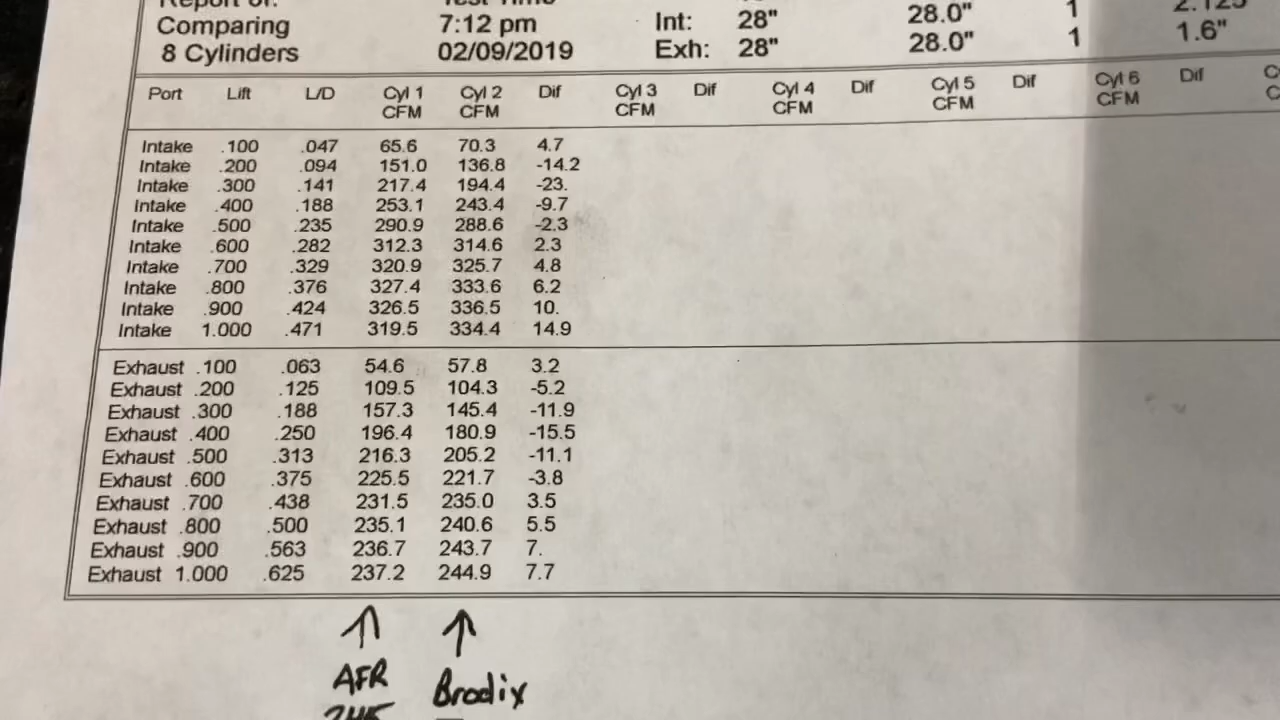 Report of: Test Time
Comparing 7:12 pm Int: 28" 28.0" 1 2.125
8 Cylinders 02/09/2019 Exh: 28" 28.0" 1 1.6"
Port Lift L/D Cyl 1 CFM Cyl 2 CFM Dif Cyl 3 CFM Dif Cyl 4 CFM Dif Cyl 5 CFM Dif Cyl 6 CFM Dif
Intake .100 .047 65.6 70.3 4.7
Intake .200 .094 151.0 136.8 -14.2
Intake .300 .141 217.4 194.4 -23.
Intake .400 .188 253.1 243.4 -9.7
Intake .500 .235 290.9 288.6 -2.3
Intake .600 .282 312.3 314.6 2.3
Intake .700 .329 320.9 325.7 4.8
Intake .800 .376 327.4 333.6 6.2
Intake .900 .424 326.5 336.5 10.
Intake 1.000 .471 319.5 334.4 14.9
Exhaust .100 .063 54.6 57.8 3.2
Exhaust .200 .125 109.5 104.3 -5.2
Exhaust .300 .188 157.3 145.4 -11.9
Exhaust .400 .250 196.4 180.9 -15.5
Exhaust .500 .313 216.3 205.2 -11.1
Exhaust .600 .375 225.5 221.7 -3.8
Exhaust .700 .438 231.5 235.0 3.5
Exhaust .800 .500 235.1 240.6 5.5
Exhaust .900 .563 236.7 243.7 7.
Exhaust 1.000 .625 237.2 244.9 7.7
AFR Brodix
245